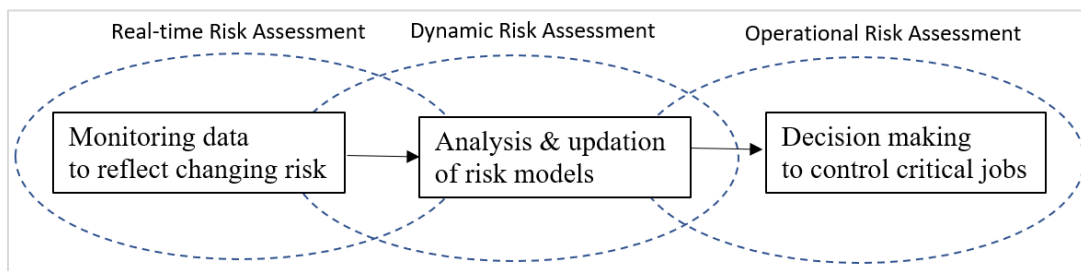 Real-time Risk Assessment
Dynamic Risk Assessment
Operational Risk Assessment
Monitoring data
to reflect changing risk
Analysis & updation
of risk models
Decision making
to control critical jobs